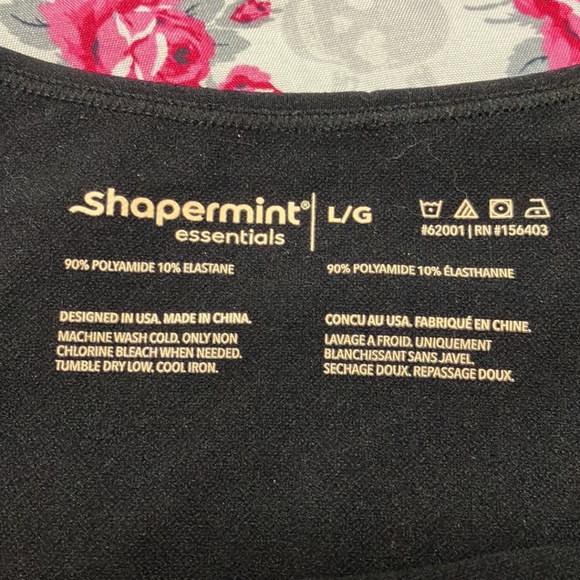 Shapermint®
essentials
L/G
#62001 | RN #156403
90% POLYAMIDE 10% ELASTANE
90% POLYAMIDE 10% ÉLASTHANNE
DESIGNED IN USA. MADE IN CHINA.
MACHINE WASH COLD. ONLY NON
CHLORINE BLEACH WHEN NEEDED.
TUMBLE DRY LOW. COOL IRON.
CONCU AU USA. FABRIQUÉ EN CHINE.
LAVAGE A FROID. UNIQUEMENT
BLANCHISSANT SANS JAVEL.
SECHAGE DOUX. REPASSAGE DOUX.